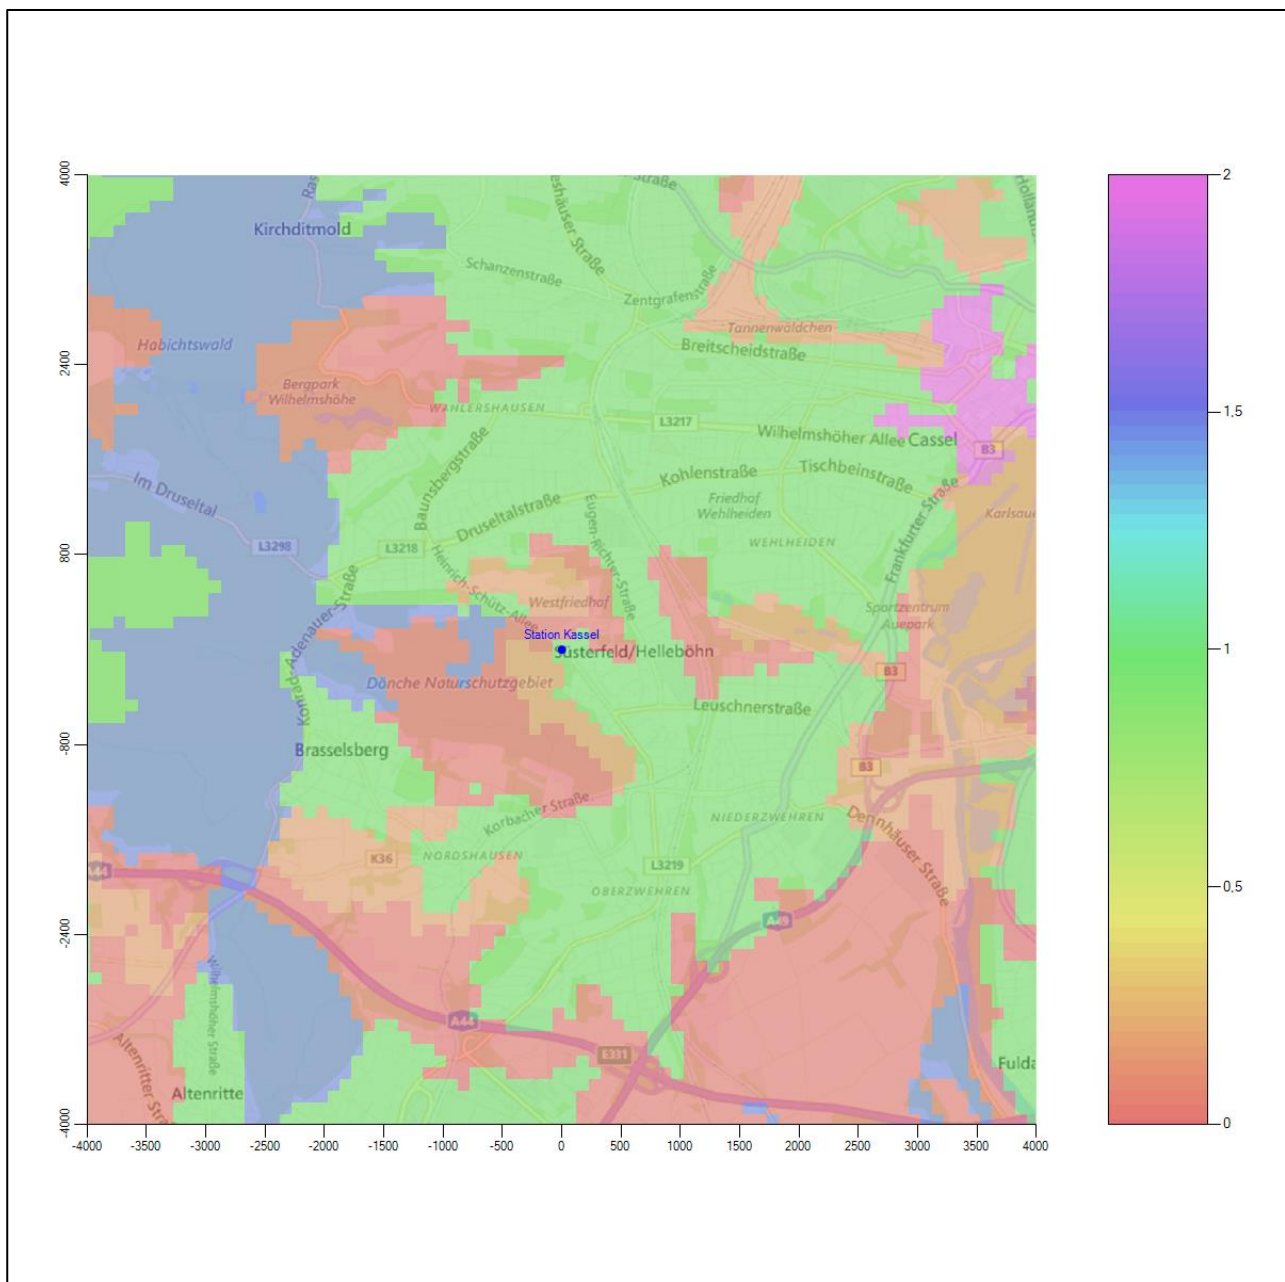 4000
2400
800
-800
-2400
-4000
-4000
-3500
-3000
-2500
-2000
-1500
-1000
-500
0
500
1000
1500
2000
2500
3000
3500
4000
2
1,5
1
0,5
0
Straße
Kirchditmold
Schanzenstraße
Zentgrafenstraße
Habichtswald
Tannenwäldchen
Breitscheidstraße
Bergpark
Wilhelmshöhe
WAHLERSHAUSEN
L3217
Wilhelmshöher Allee
Cassel
B3
Baunsbergstraße
Kohlenstraße
Tischbeinstraße
Im Druseltal
Druseltalstraße
Friedhof
Wehlheiden
Frankfurter Straße
L3298
L3218
Eugen-Richter-Straße
WEHLHEIDEN
Heinrich-Schütz-Allee
Westfriedhof
Sportzentrum
Auepark
Konrad-Adenauer-Straße
Station Kassel
Süsterfeld/Helleböhn
B3
Dönche Naturschutzgebiet
Leuschnerstraße
Brasselsberg
B3
Korbacher Straße
NIEDERZWEHREN
Dennhäuser Straße
K36
NORDSHAUSEN
L3219
A44
OBERZWEHREN
A49
Wilhelmshöher Straße
A44
E331
Altenritte